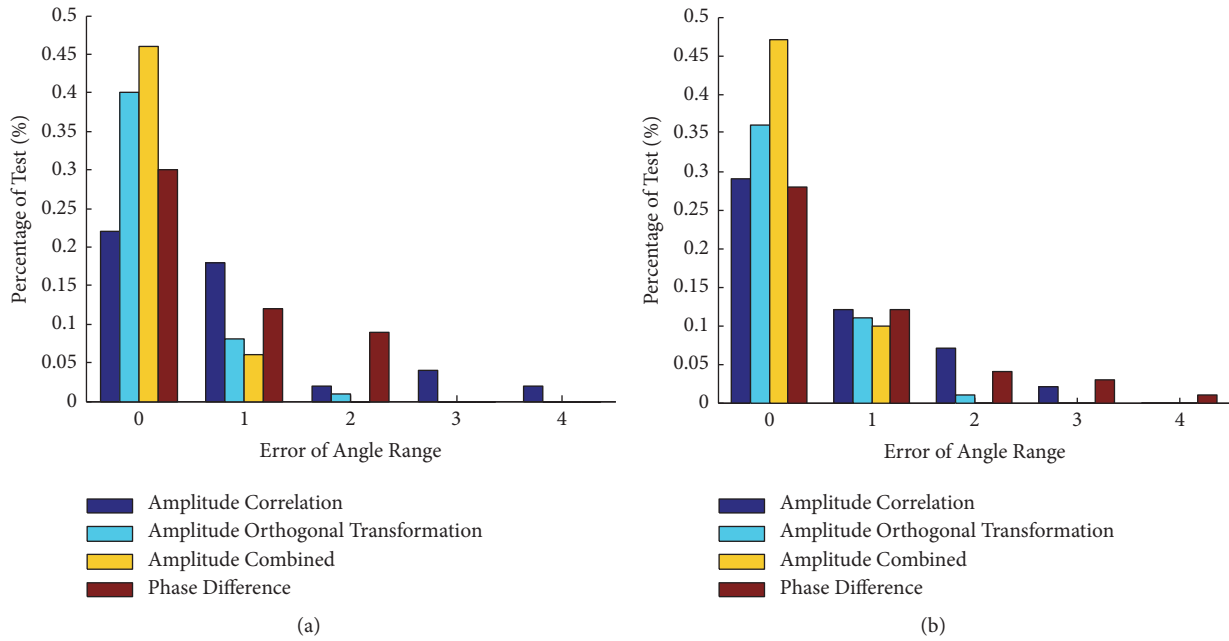 0.5
0.45
0.4
0.35
0.3
0.25
0.2
0.15
0.1
0.05
0
Percentage of Test (%)
0 1 2 3 4
Error of Angle Range
Amplitude Correlation
Amplitude Orthogonal Transformation
Amplitude Combined
Phase Difference
(a)
0.5
0.45
0.4
0.35
0.3
0.25
0.2
0.15
0.1
0.05
0
Percentage of Test (%)
0 1 2 3 4
Error of Angle Range
Amplitude Correlation
Amplitude Orthogonal Transformation
Amplitude Combined
Phase Difference
(b)